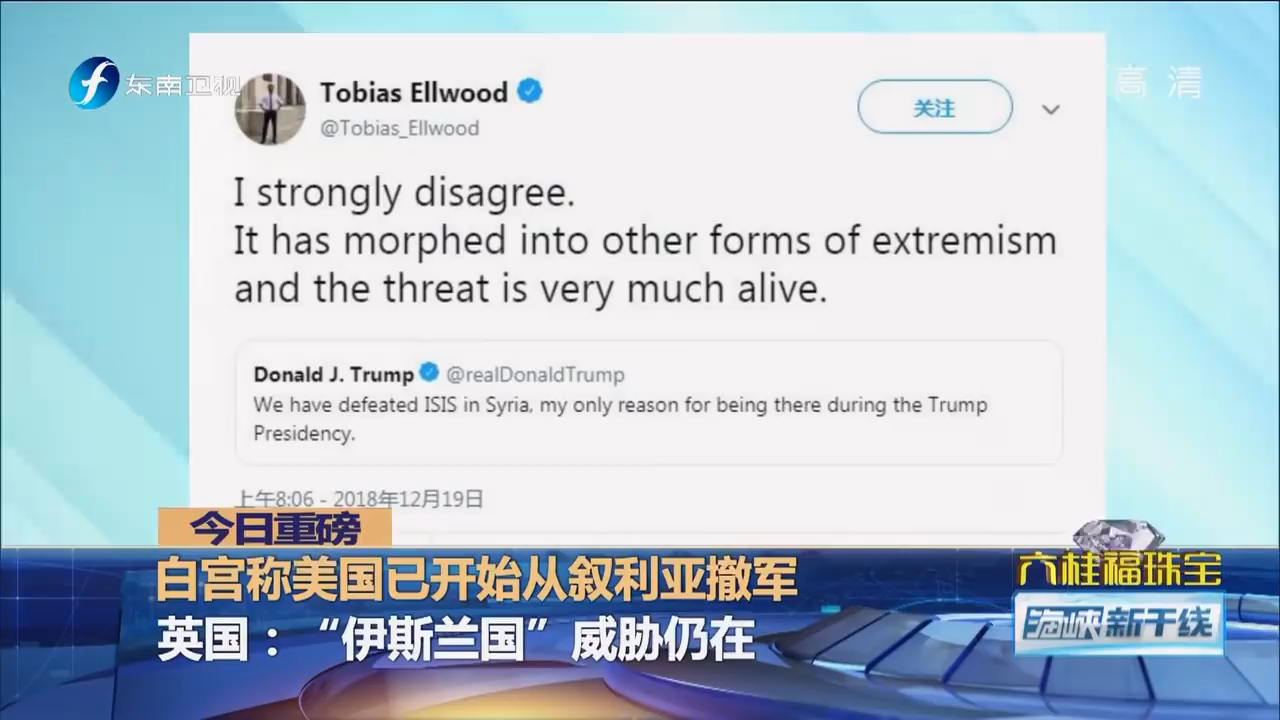 东南卫视
高清
Tobias Ellwood
@Tobias_Ellwood
关注
I strongly disagree.
It has morphed into other forms of extremism
and the threat is very much alive.
Donald J. Trump @realDonaldTrump
We have defeated ISIS in Syria, my only reason for being there during the Trump
Presidency.
上午8:06 - 2018年12月19日
今日重磅
白宫称美国已开始从叙利亚撤军
英国：“伊斯兰国”威胁仍在
六桂福珠宝
海峡新干线